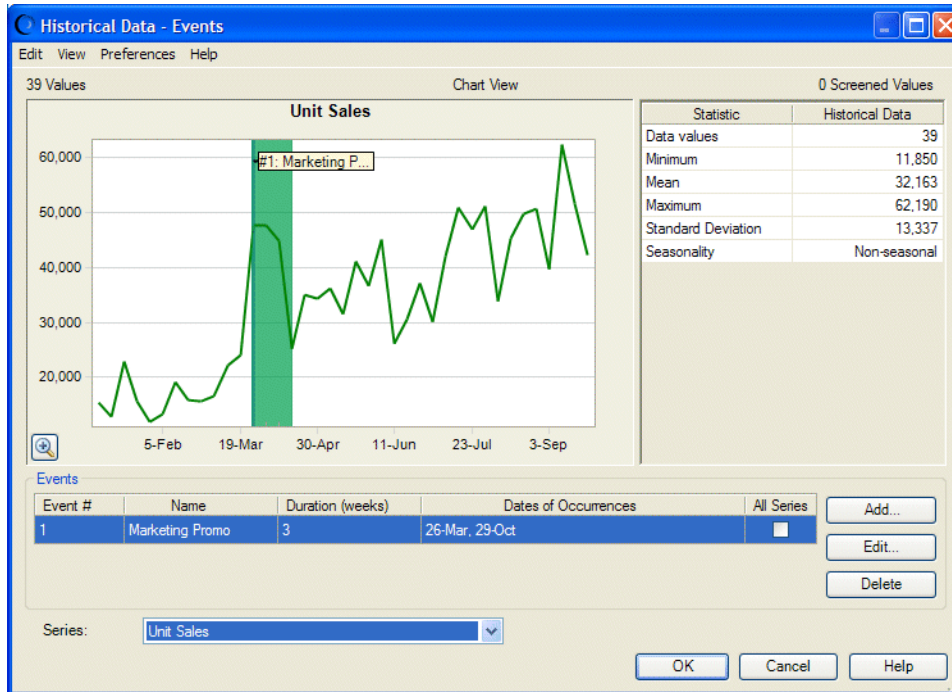 Historical Data - Events
Edit View Preferences Help
39 Values Chart View 0 Screened Values
Unit Sales
#1: Marketing P...
60,000
50,000
40,000
30,000
20,000
5-Feb 19-Mar 30-Apr 11-Jun 23-Jul 3-Sep
Statistic Historical Data
Data values 39
Minimum 11,850
Mean 32,163
Maximum 62,190
Standard Deviation 13,337
Seasonality Non-seasonal
Events
Event # Name Duration (weeks) Dates of Occurrences All Series
1 Marketing Promo 3 26-Mar, 29-Oct
Add...
Edit...
Delete
Series: Unit Sales
OK Cancel Help